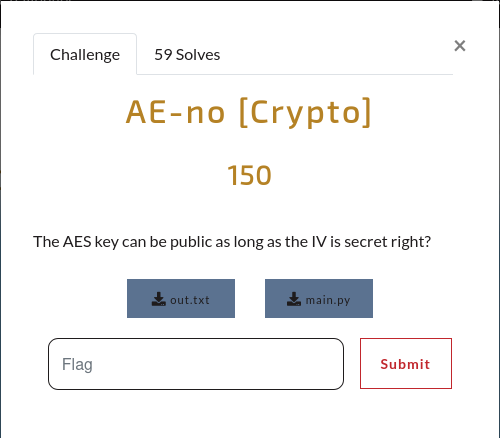 Challenge
59 Solves
×
AE-no [Crypto]
150
The AES key can be public as long as the IV is secret right?
out.txt
main.py
Flag
Submit